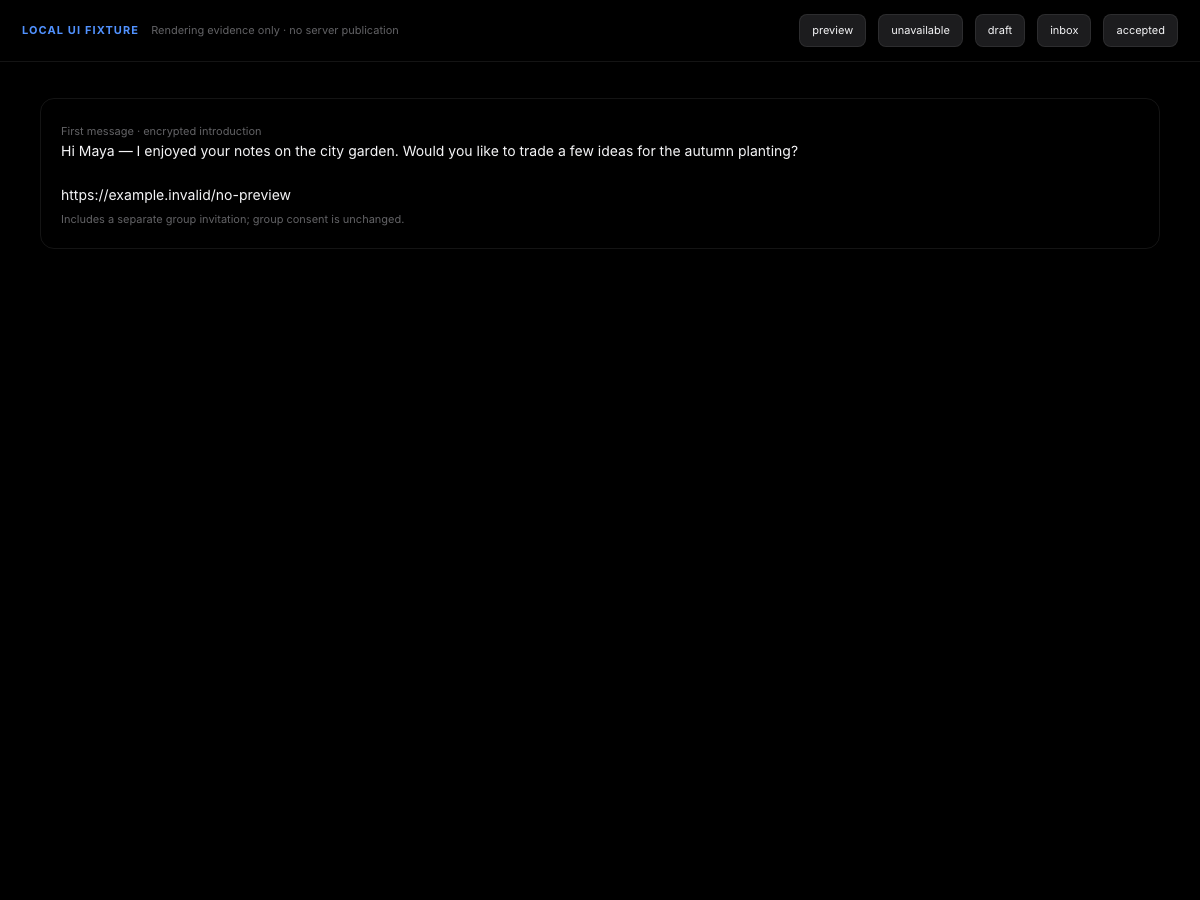 LOCAL UI FIXTURE Rendering evidence only · no server publication preview unavailable draft inbox accepted
First message · encrypted introduction
Hi Maya — I enjoyed your notes on the city garden. Would you like to trade a few ideas for the autumn planting?
https://example.invalid/no-preview
Includes a separate group invitation; group consent is unchanged.